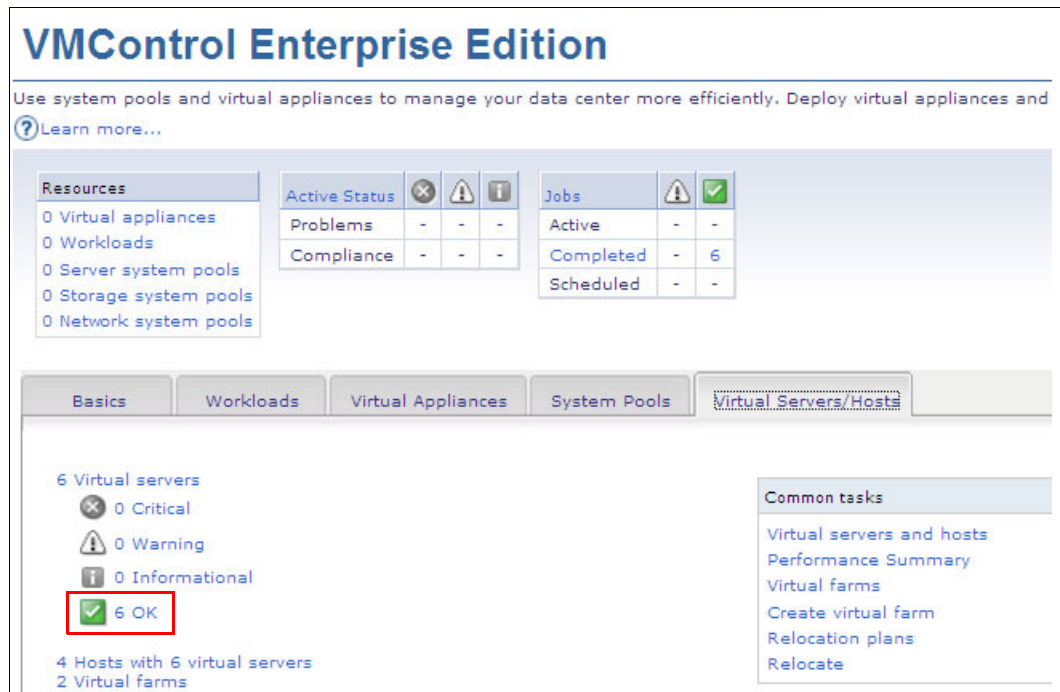 VMControl Enterprise Edition
Use system pools and virtual appliances to manage your data center more efficiently. Deploy virtual appliances and
Learn more...
Resources
0 Virtual appliances
0 Workloads
0 Server system pools
0 Storage system pools
0 Network system pools
Active Status
Problems - - -
Compliance - - -
Jobs
Active - -
Completed - 6
Scheduled - -
Basics Workloads Virtual Appliances System Pools Virtual Servers/Hosts
6 Virtual servers
0 Critical
0 Warning
0 Informational
6 OK
4 Hosts with 6 virtual servers
2 Virtual farms
Common tasks
Virtual servers and hosts
Performance Summary
Virtual farms
Create virtual farm
Relocation plans
Relocate